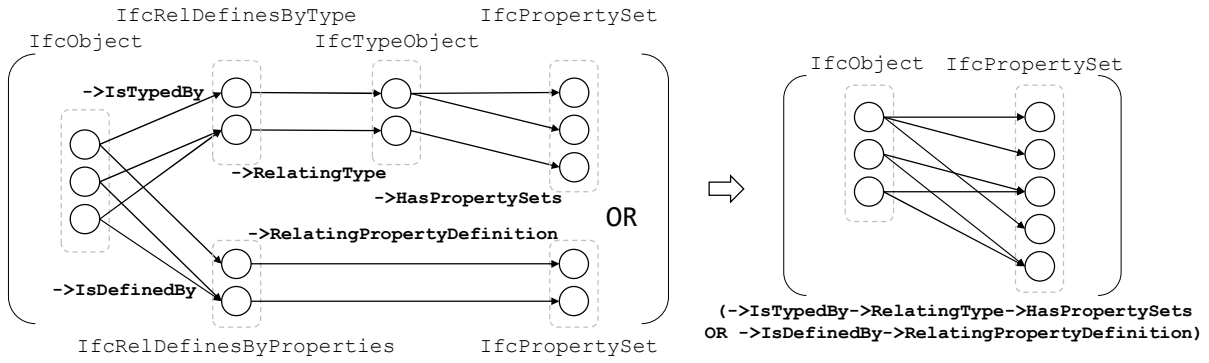 IfcRelDefinesByType
IfcPropertySet
IfcObject
IfcTypeObject
->IsTypedBy
->RelatingType
->HasPropertySets
OR
->RelatingPropertyDefinition
->IsDefinedBy
IfcRelDefinesByProperties
IfcPropertySet
IfcObject
IfcPropertySet
(->IsTypedBy->RelatingType->HasPropertySets
OR ->IsDefinedBy->RelatingPropertyDefinition)